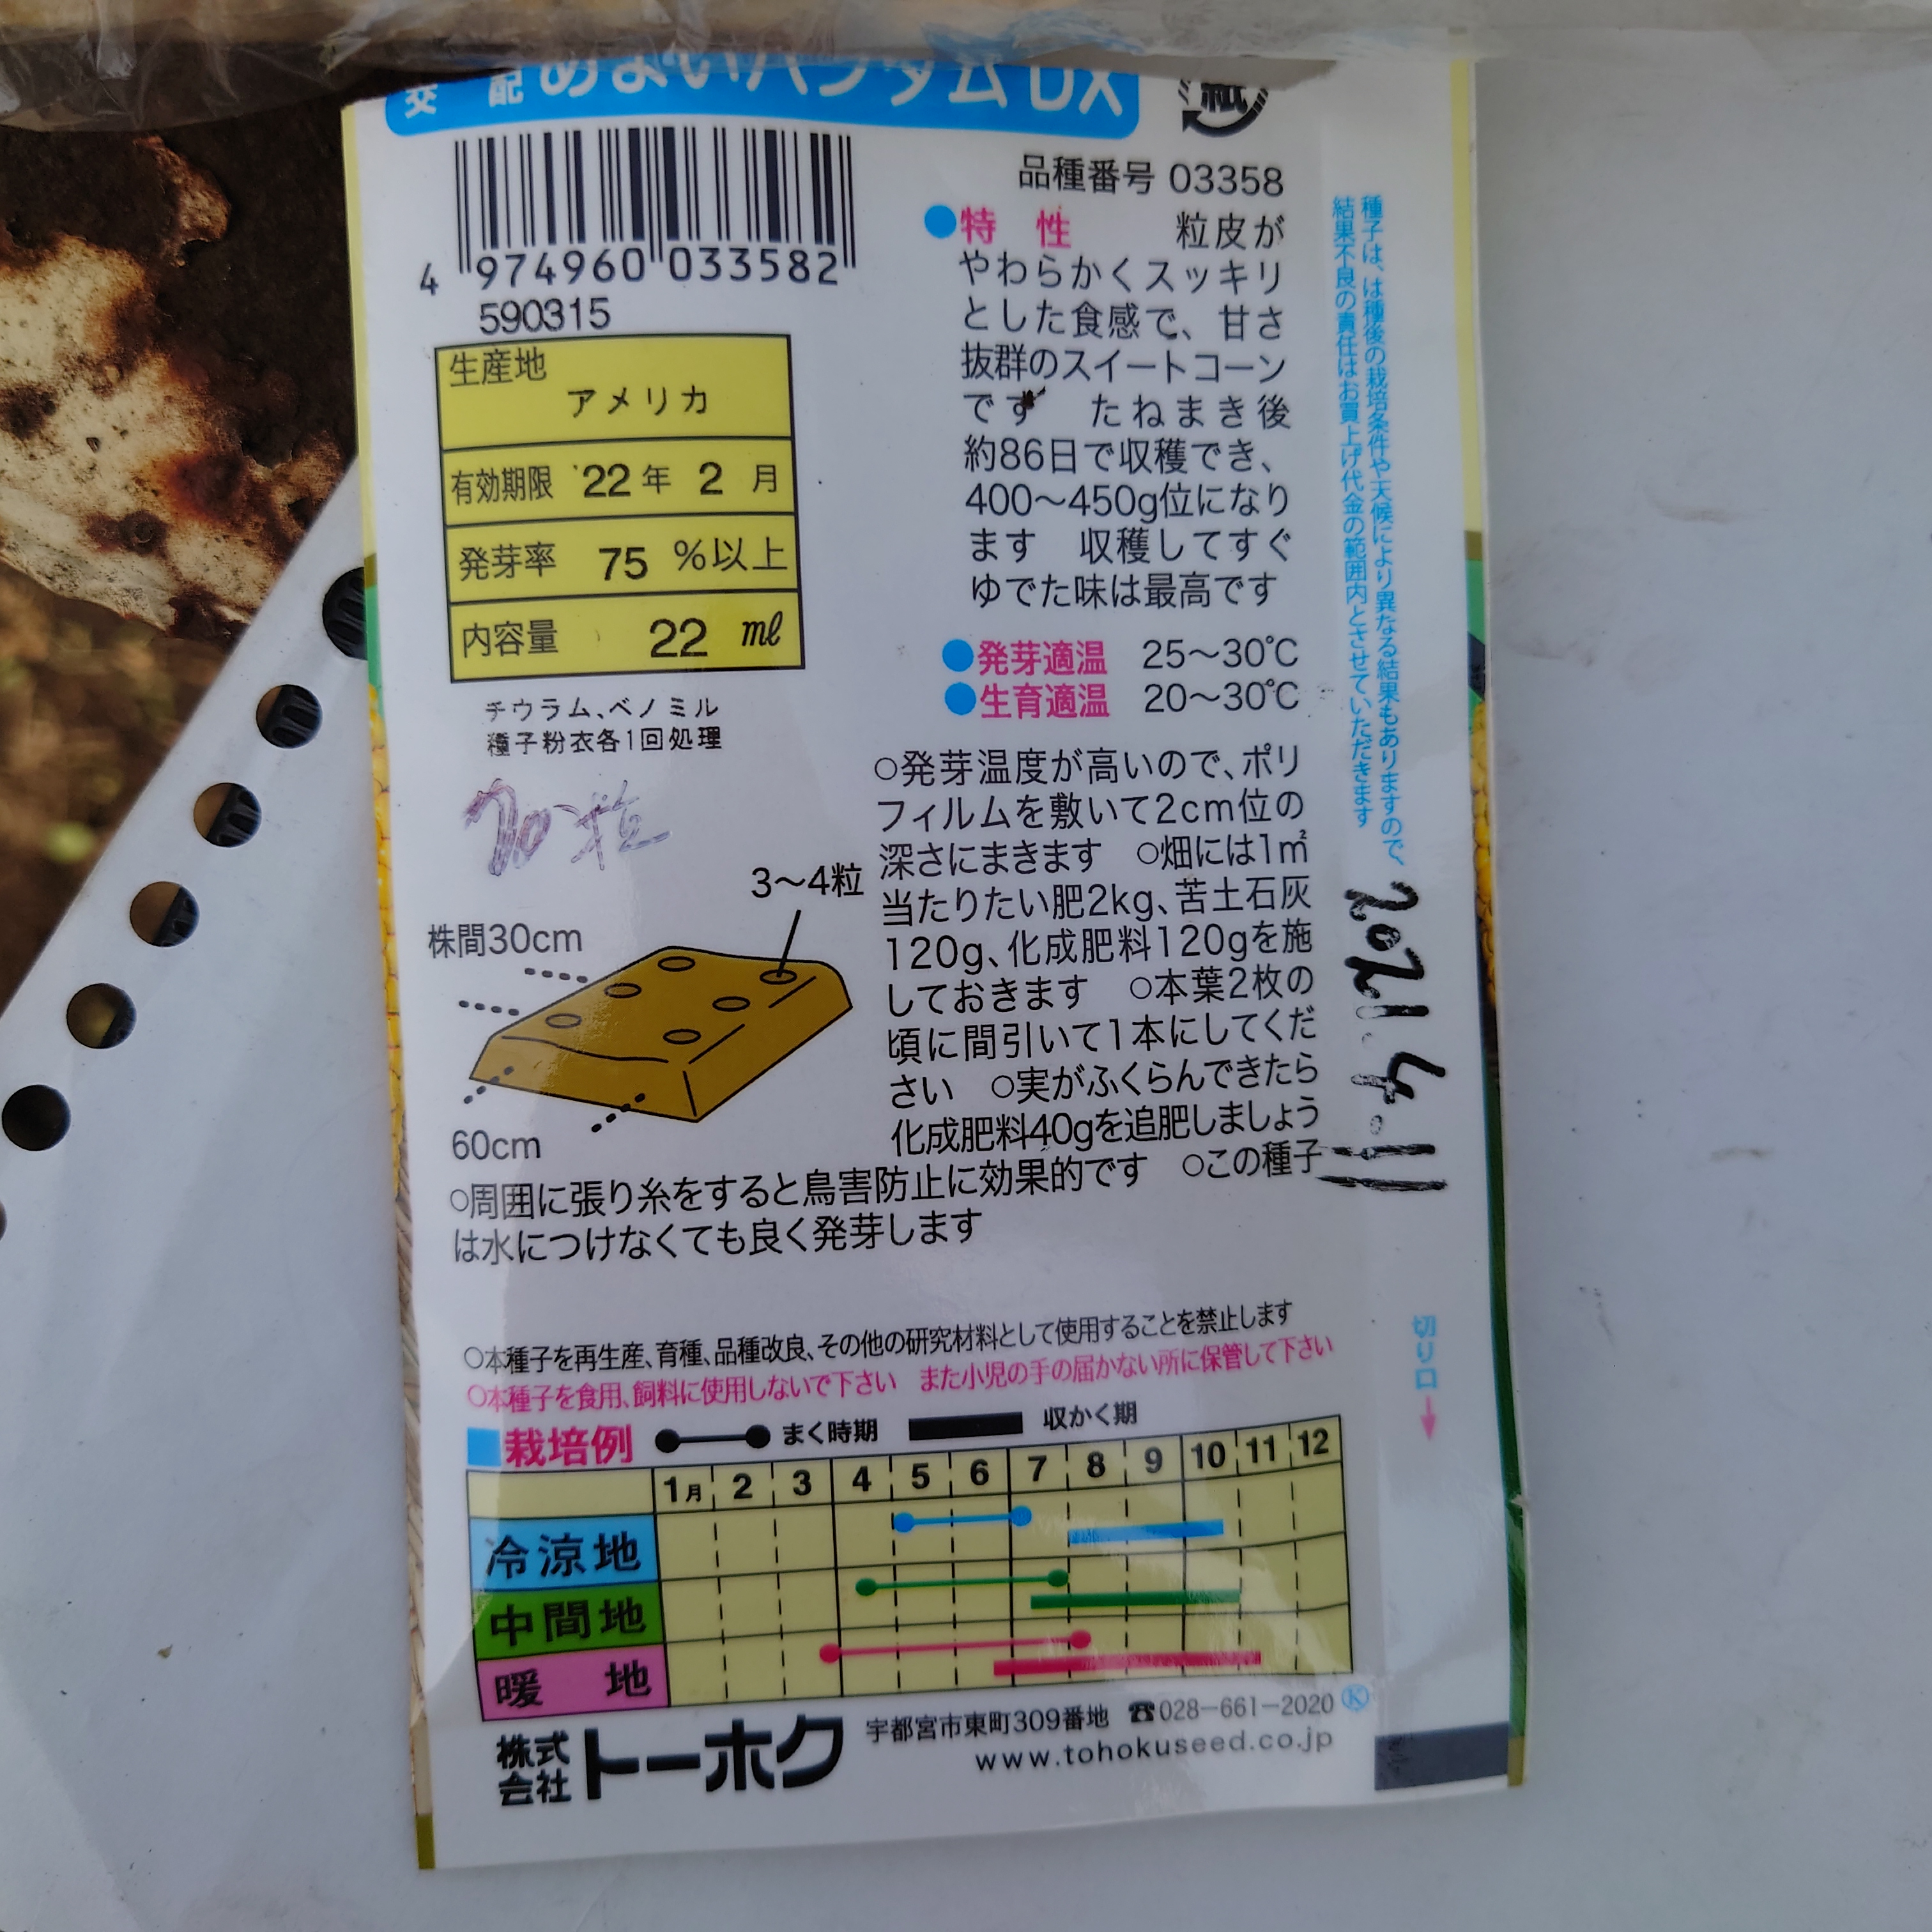 交配 あまいバンタムDX
紙
4 974960 033582
590315
生産地
アメリカ
有効期限 '22年 2 月
発芽率 75 %以上
内容量 22 ml
チウラム、ベノミル
種子粉衣各1回処理
70粒
3〜4粒
株間30cm
60cm
品種番号 03358
●特 性 粒皮が
やわらかくスッキリ
とした食感で、甘さ
抜群のスイートコーン
です たねまき後
約86日で収穫でき、
400〜450g位になり
ます 収穫してすぐ
ゆでた味は最高です
●発芽適温 25〜30℃
●生育適温 20〜30℃
○発芽温度が高いので、ポリ
フィルムを敷いて2cm位の
深さにまきます ○畑には1㎡
当たりたい肥2kg、苦土石灰
120g、化成肥料120gを施
しておきます ○本葉2枚の
頃に間引いて1本にしてくだ
さい ○実がふくらんできたら
化成肥料40gを追肥しましょう
○周囲に張り糸をすると鳥害防止に効果的です ○この種子
は水につけなくても良く発芽します
種子は、は種後の栽培条件や天候により異なる結果もありますので、
結果不良の責任はお買上げ代金の範囲内とさせていただきます
2021.4.11
切り口
○本種子を再生産、育種、品種改良、その他の研究材料として使用することを禁止します
○本種子を食用、飼料に使用しないで下さい また小児の手の届かない所に保管して下さい
■栽培例 まく時期 収かく期
1月 2 3 4 5 6 7 8 9 10 11 12
冷涼地
中間地
暖 地
株式会社 トーホク
宇都宮市東町309番地 ☎028-661-2020 Ⓚ
www.tohokuseed.co.jp